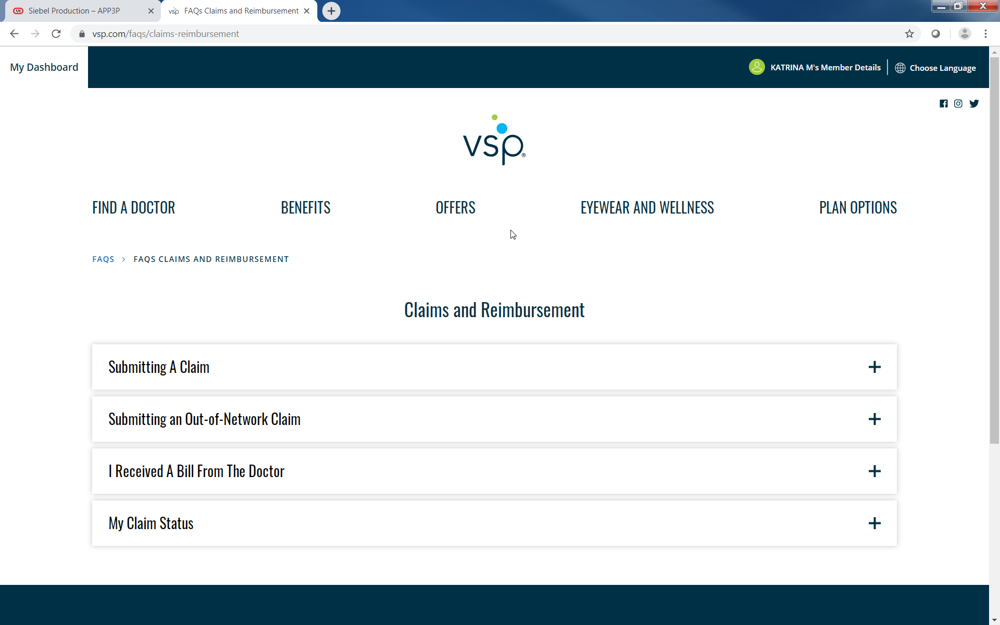 Siebel Production – APP3P
vsp FAQs Claims and Reimbursement
vsp.com/faqs/claims-reimbursement
My Dashboard
KATRINA M's Member Details
Choose Language
vsp®
FIND A DOCTOR
BENEFITS
OFFERS
EYEWEAR AND WELLNESS
PLAN OPTIONS
FAQS > FAQS CLAIMS AND REIMBURSEMENT
Claims and Reimbursement
Submitting A Claim
Submitting an Out-of-Network Claim
I Received A Bill From The Doctor
My Claim Status